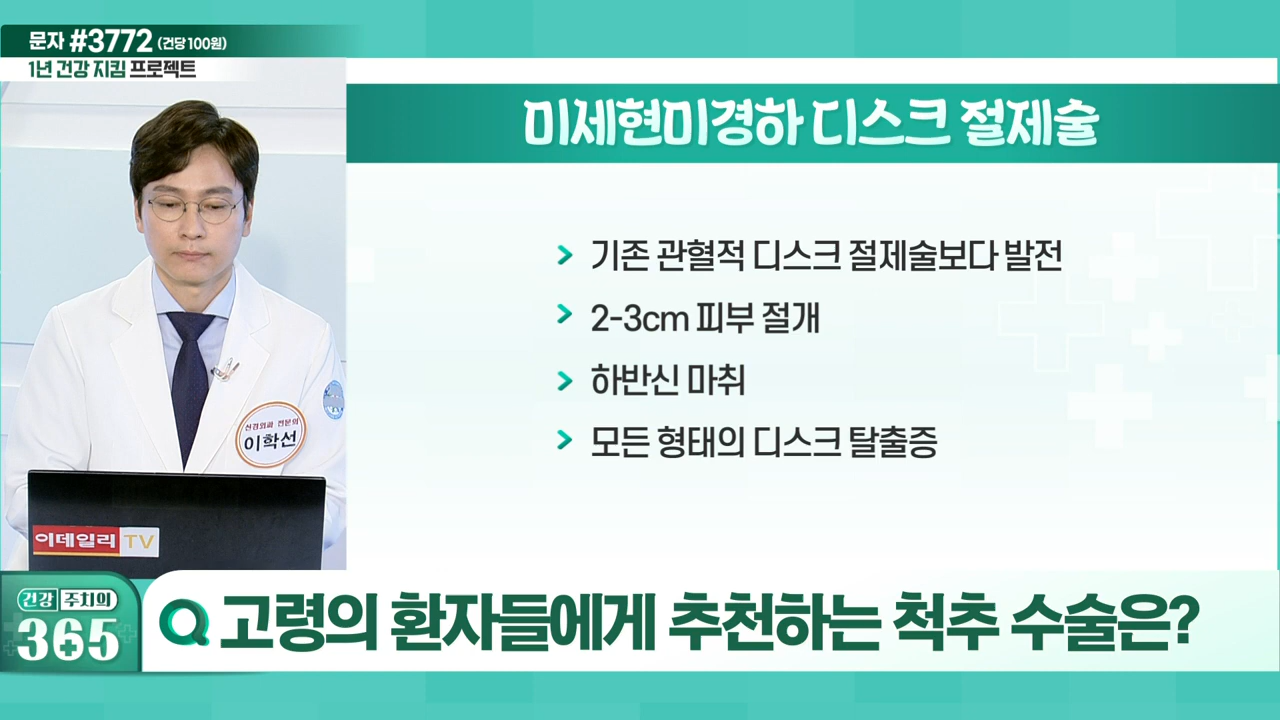 문자 #3772 (건당 100원)
1년 건강 지킴 프로젝트
미세현미경하 디스크 절제술
기존 관혈적 디스크 절제술보다 발전
2-3cm 피부 절개
하반신 마취
모든 형태의 디스크 탈출증
신경외과 전문의
이학선
이데일리 TV
건강 주치의
365
Q 고령의 환자들에게 추천하는 척추 수술은?